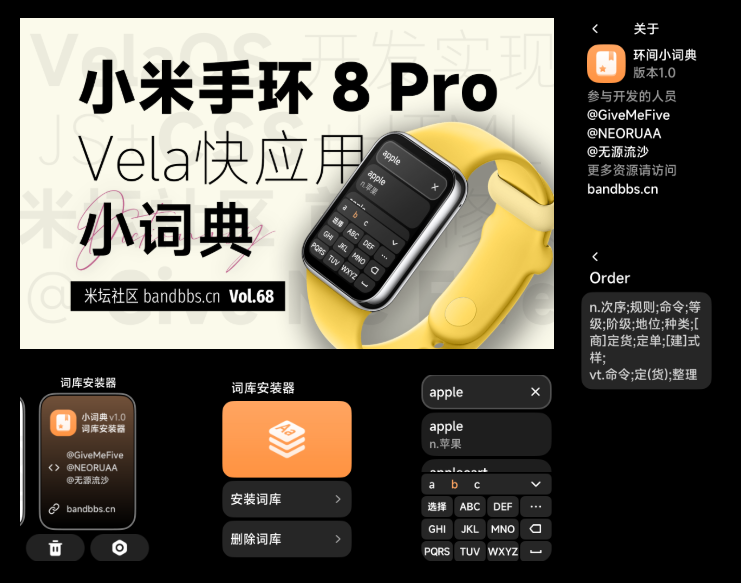 VelaOS 开发实现
小米手环 8 Pro
JS + CSS
Vela快应用
米坛社区
小词典
Dictionary
@ Give Me Five
米坛社区 bandbbs.cn Vol.68
apple
apple
n.苹果
a b c
选择 ABC DEF ...
GHI JKL MNO
PQRS TUV WXYZ
关于
环间小词典
版本1.0
参与开发的人员
@GiveMeFive
@NEORUAA
@无源流沙
更多资源请访问
bandbbs.cn
Order
n.次序;规则;命令;等
级;阶级;地位;种类;[
商]定货;定单;[建]式
样;
vt.命令;定(货);整理
词库安装器
小词典 v1.0
词库安装器
@GiveMeFive
@NEORUAA
@无源流沙
bandbbs.cn
词库安装器
Aa
安装词库
删除词库
apple
apple
n.苹果
applecart
a b c
选择 ABC DEF ...
GHI JKL MNO
PQRS TUV WXYZ